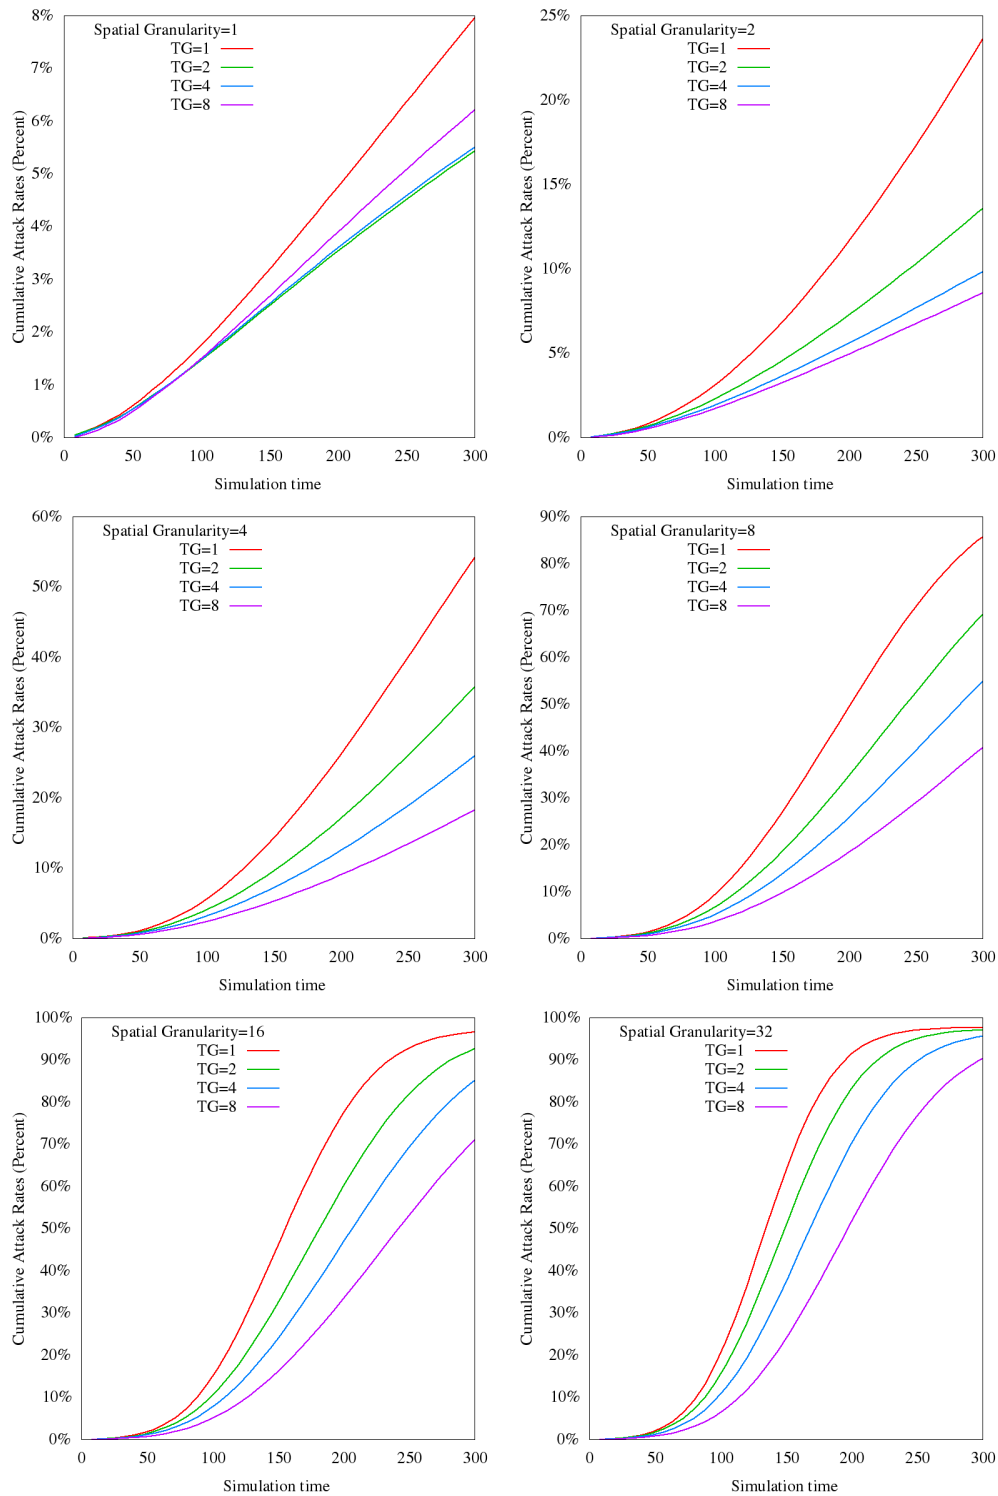 Spatial Granularity=1
TG=1
TG=2
TG=4
TG=8
8%
7%
6%
5%
4%
3%
2%
1%
0%
Cumulative Attack Rates (Percent)
0 50 100 150 200 250 300
Simulation time
Spatial Granularity=2
TG=1
TG=2
TG=4
TG=8
25%
20%
15%
10%
5%
0%
Cumulative Attack Rates (Percent)
0 50 100 150 200 250 300
Simulation time
Spatial Granularity=4
TG=1
TG=2
TG=4
TG=8
60%
50%
40%
30%
20%
10%
0%
Cumulative Attack Rates (Percent)
0 50 100 150 200 250 300
Simulation time
Spatial Granularity=8
TG=1
TG=2
TG=4
TG=8
90%
80%
70%
60%
50%
40%
30%
20%
10%
0%
Cumulative Attack Rates (Percent)
0 50 100 150 200 250 300
Simulation time
Spatial Granularity=16
TG=1
TG=2
TG=4
TG=8
100%
90%
80%
70%
60%
50%
40%
30%
20%
10%
0%
Cumulative Attack Rates (Percent)
0 50 100 150 200 250 300
Simulation time
Spatial Granularity=32
TG=1
TG=2
TG=4
TG=8
100%
90%
80%
70%
60%
50%
40%
30%
20%
10%
0%
Cumulative Attack Rates (Percent)
0 50 100 150 200 250 300
Simulation time